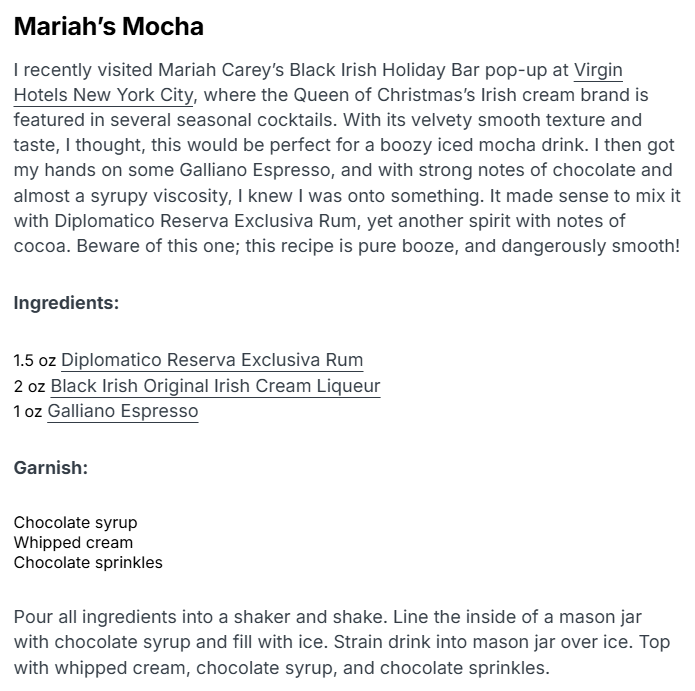 Mariah’s Mocha
I recently visited Mariah Carey’s Black Irish Holiday Bar pop-up at Virgin
Hotels New York City, where the Queen of Christmas’s Irish cream brand is
featured in several seasonal cocktails. With its velvety smooth texture and
taste, I thought, this would be perfect for a boozy iced mocha drink. I then got
my hands on some Galliano Espresso, and with strong notes of chocolate and
almost a syrupy viscosity, I knew I was onto something. It made sense to mix it
with Diplomatico Reserva Exclusiva Rum, yet another spirit with notes of
cocoa. Beware of this one; this recipe is pure booze, and dangerously smooth!
Ingredients:
1.5 oz Diplomatico Reserva Exclusiva Rum
2 oz Black Irish Original Irish Cream Liqueur
1 oz Galliano Espresso
Garnish:
Chocolate syrup
Whipped cream
Chocolate sprinkles
Pour all ingredients into a shaker and shake. Line the inside of a mason jar
with chocolate syrup and fill with ice. Strain drink into mason jar over ice. Top
with whipped cream, chocolate syrup, and chocolate sprinkles.